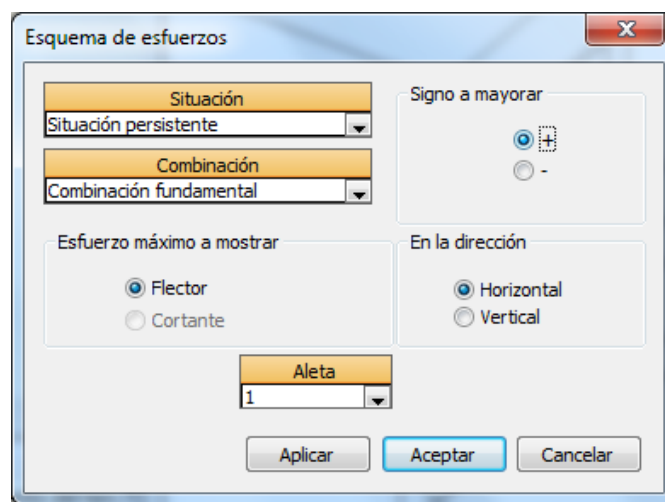 Esquema de esfuerzos
Situación
Situación persistente
Combinación
Combinación fundamental
Signo a mayorar
+
-
Esfuerzo máximo a mostrar
Flector
Cortante
En la dirección
Horizontal
Vertical
Aleta
1
Aplicar
Aceptar
Cancelar